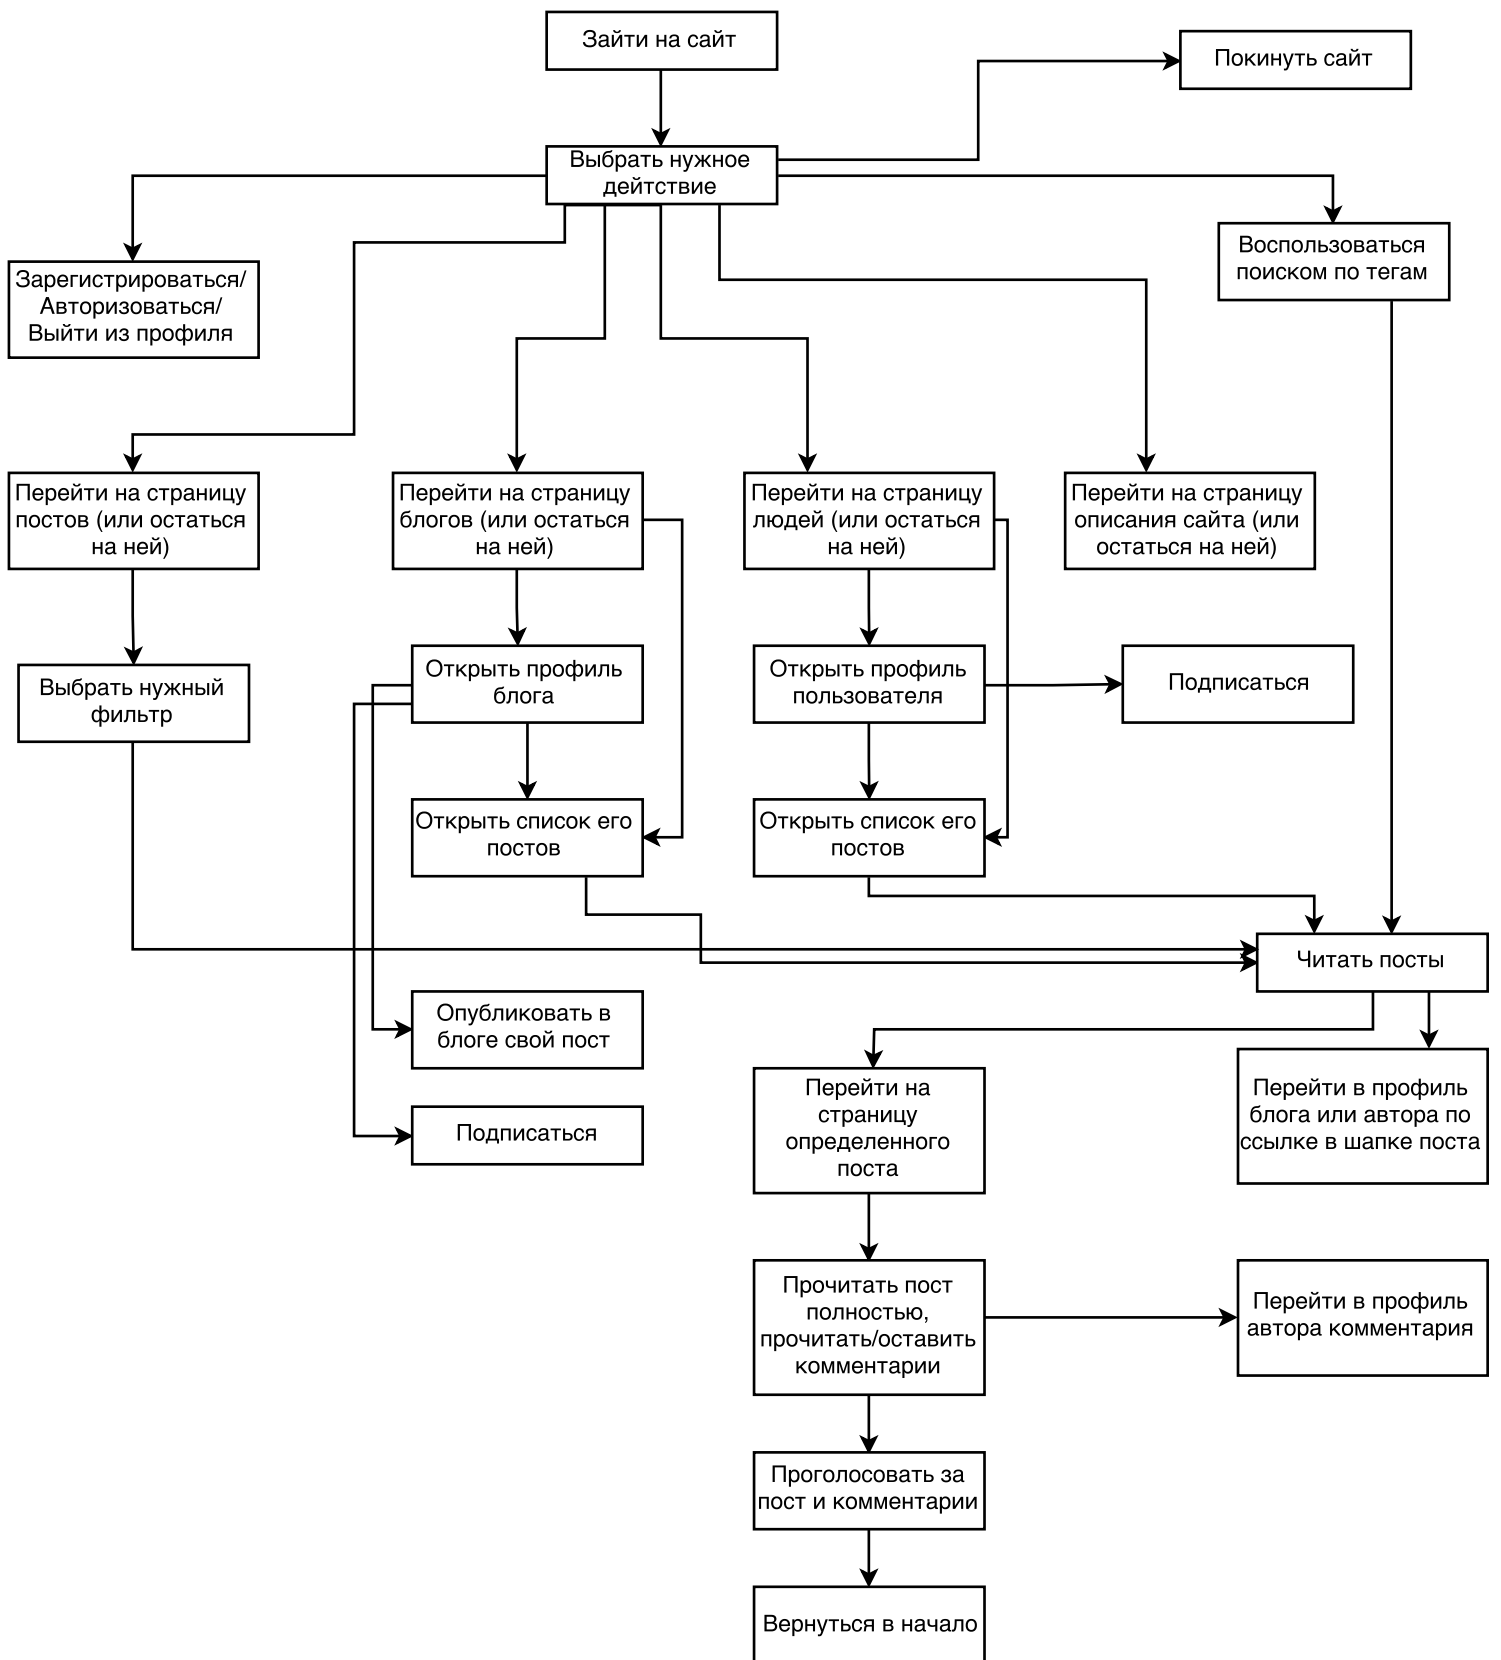 Зайти на сайт
Покинуть сайт
Выбрать нужное
дейтствие
Воспользоваться
поиском по тегам
Зарегистрироваться/
Авторизоваться/
Выйти из профиля
Перейти на страницу
постов (или остаться
на ней)
Перейти на страницу
блогов (или остаться
на ней)
Перейти на страницу
людей (или остаться
на ней)
Перейти на страницу
описания сайта (или
остаться на ней)
Выбрать нужный
фильтр
Открыть профиль
блога
Открыть профиль
пользователя
Подписаться
Открыть список его
постов
Открыть список его
постов
Читать посты
Опубликовать в
блоге свой пост
Подписаться
Перейти на
страницу
определенного
поста
Перейти в профиль
блога или автора по
ссылке в шапке поста
Прочитать пост
полностью,
прочитать/оставить
комментарии
Перейти в профиль
автора комментария
Проголосовать за
пост и комментарии
Вернуться в начало